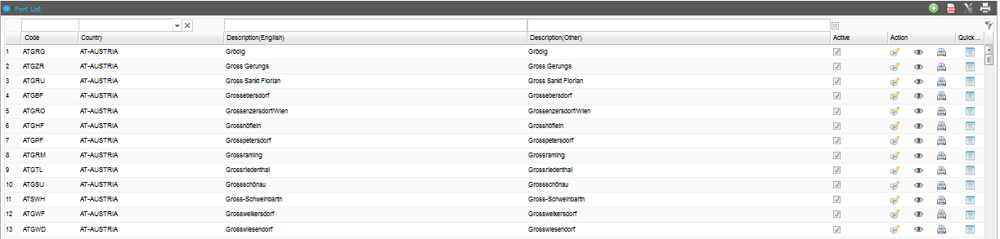 Port List
Code Country Description(English) Description(Other) Active Action Quick...
1 ATGRG AT-AUSTRIA Grödig Grödig
2 ATGZR AT-AUSTRIA Gross Gerungs Gross Gerungs
3 ATGRU AT-AUSTRIA Gross Sankt Florian Gross Sankt Florian
4 ATGBF AT-AUSTRIA Grossebersdorf Grossebersdorf
5 ATGRO AT-AUSTRIA Grossenzersdorf/Wien Grossenzersdorf/Wien
6 ATGHF AT-AUSTRIA Grosshöflein Grosshöflein
7 ATGPF AT-AUSTRIA Grosspetersdorf Grosspetersdorf
8 ATGRM AT-AUSTRIA Grossraming Grossraming
9 ATGTL AT-AUSTRIA Grossriedenthal Grossriedenthal
10 ATGSU AT-AUSTRIA Grossschönau Grossschönau
11 ATSWH AT-AUSTRIA Gross-Schweinbarth Gross-Schweinbarth
12 ATGWF AT-AUSTRIA Grossweikersdorf Grossweikersdorf
13 ATGWD AT-AUSTRIA Grosswiesendorf Grosswiesendorf